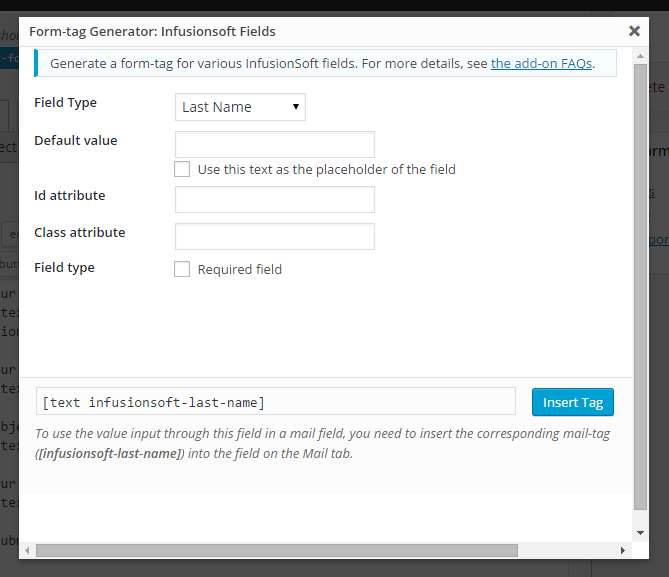 Form-tag Generator: Infusionsoft Fields
Generate a form-tag for various InfusionSoft fields. For more details, see the add-on FAQs.
Field Type
Last Name
Default value
Use this text as the placeholder of the field
Id attribute
Class attribute
Field type
Required field
[text infusionsoft-last-name]
Insert Tag
To use the value input through this field in a mail field, you need to insert the corresponding mail-tag
([infusionsoft-last-name]) into the field on the Mail tab.